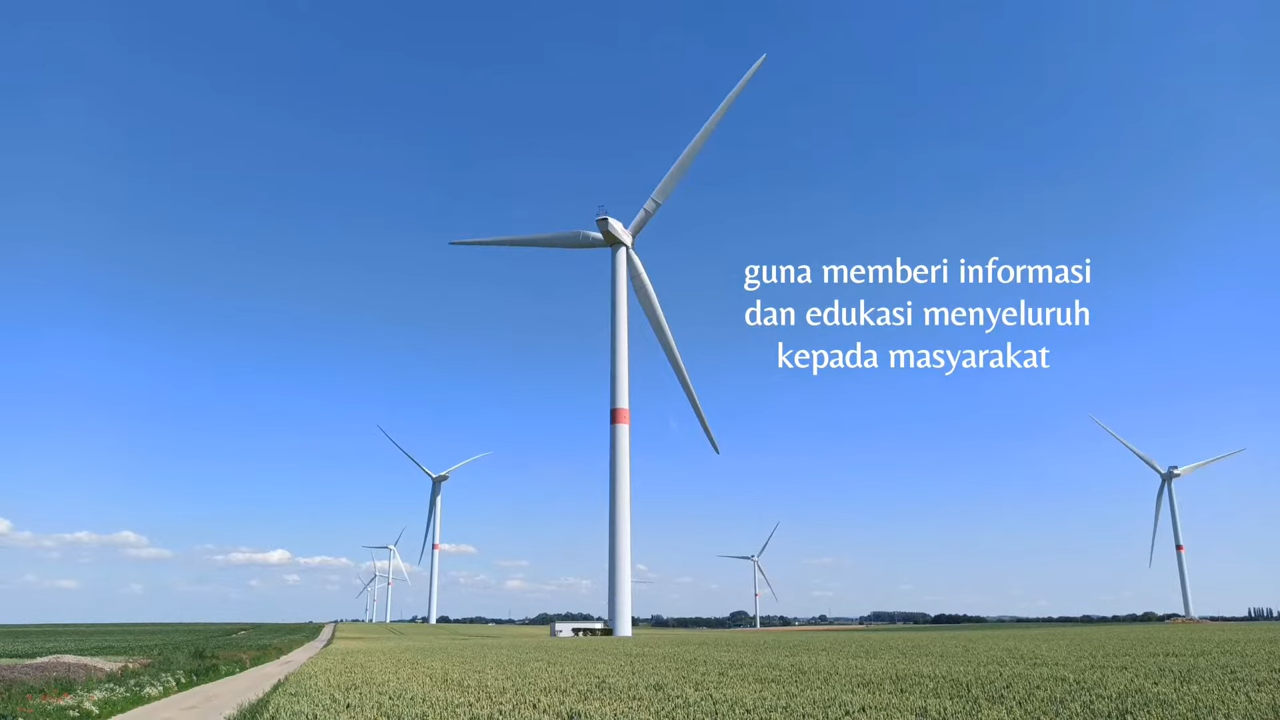 guna memberi informasi
dan edukasi menyeluruh
kepada masyarakat